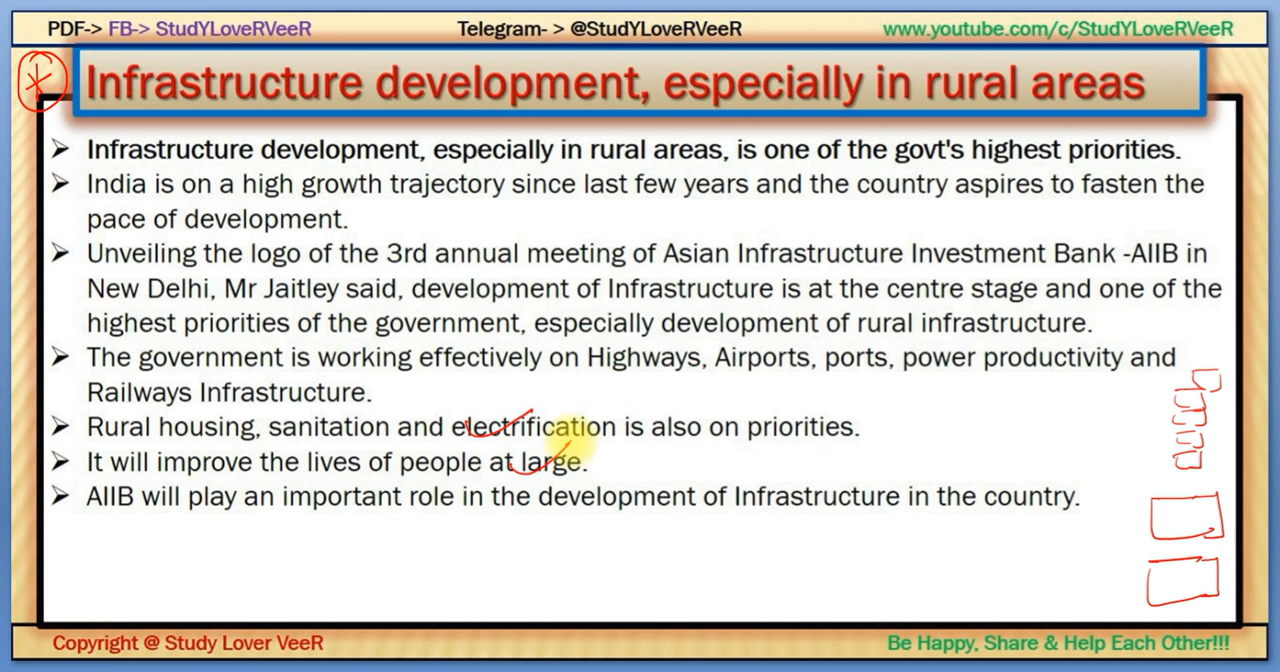 PDF-> FB-> StudYLoveRVeeR Telegram- > @StudYLoveRVeeR www.youtube.com/c/StudYLoveRVeeR
Infrastructure development, especially in rural areas
➤ Infrastructure development, especially in rural areas, is one of the govt's highest priorities.
➤ India is on a high growth trajectory since last few years and the country aspires to fasten the
pace of development.
➤ Unveiling the logo of the 3rd annual meeting of Asian Infrastructure Investment Bank -AIIB in
New Delhi, Mr Jaitley said, development of Infrastructure is at the centre stage and one of the
highest priorities of the government, especially development of rural infrastructure.
➤ The government is working effectively on Highways, Airports, ports, power productivity and
Railways Infrastructure.
➤ Rural housing, sanitation and electrification is also on priorities.
➤ It will improve the lives of people at large.
➤ AIIB will play an important role in the development of Infrastructure in the country.
Copyright @ Study Lover VeeR Be Happy, Share & Help Each Other!!!